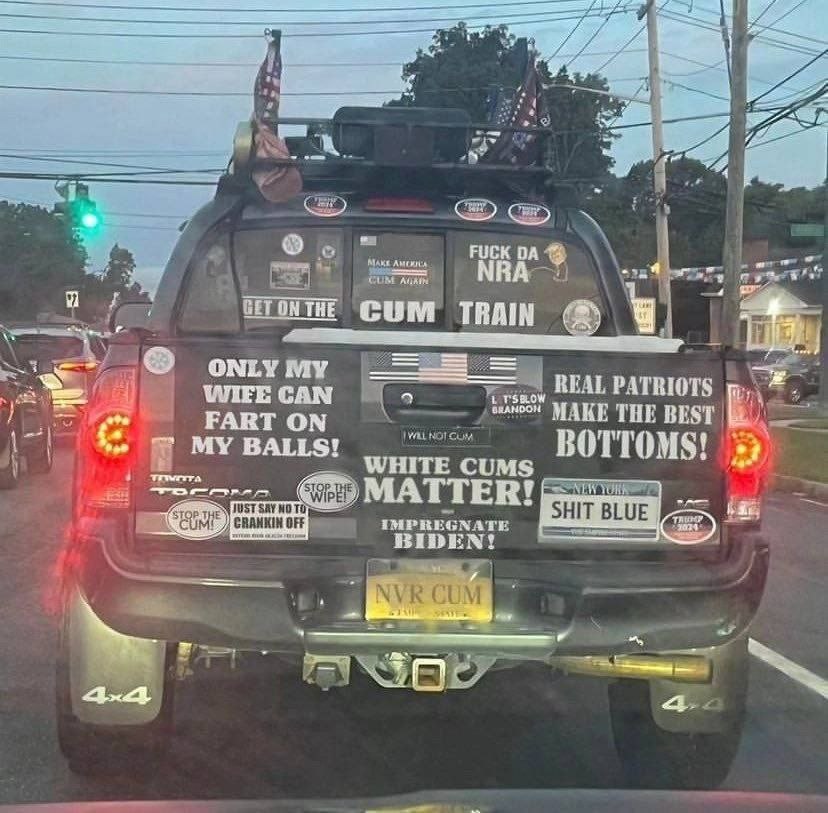 TRUMP
2024
TRUMP
2024
TRUMP
2024
MAKE AMERICA
CUM AGAIN
FUCK DA
NRA
GET ON THE
CUM
TRAIN
ONLY MY
WIFE CAN
FART ON
MY BALLS!
L T'S BLOW
BRANDON
REAL PATRIOTS
MAKE THE BEST
BOTTOMS!
I WILL NOT CUM
WHITE CUMS
MATTER!
IMPREGNATE
BIDEN!
TOYOTA
TACOMA
STOP THE
WIPE!
STOP THE
CUM!
JUST SAY NO TO
CRANKIN OFF
NEW YORK
SHIT BLUE
V6
TRUMP
2024
NVR CUM
4x4
4x4